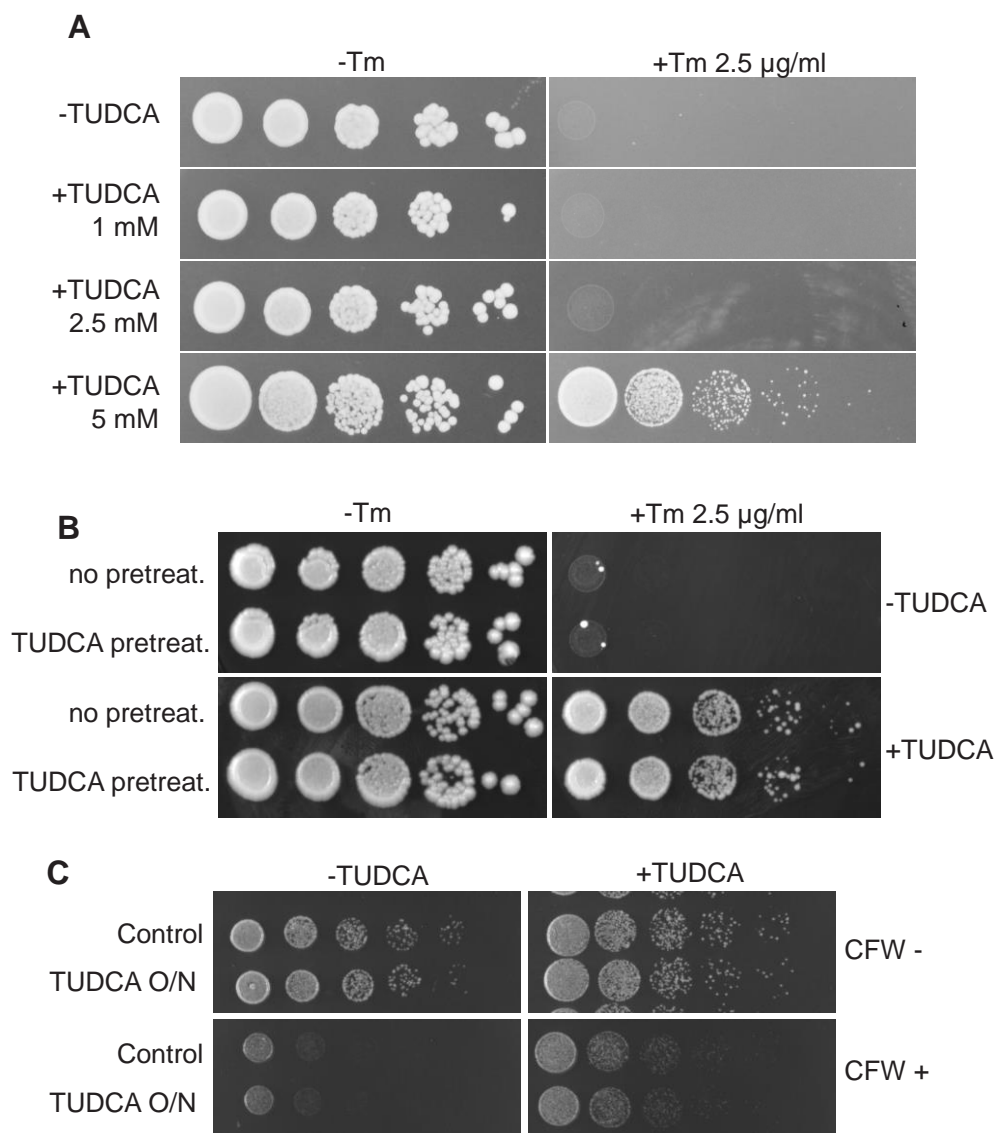 A
-Tm +Tm 2.5 µg/ml
-TUDCA
+TUDCA
1 mM
+TUDCA
2.5 mM
+TUDCA
5 mM
B
-Tm +Tm 2.5 µg/ml
no pretreat.
-TUDCA
TUDCA pretreat.
no pretreat.
+TUDCA
TUDCA pretreat.
C
-TUDCA +TUDCA
Control
CFW -
TUDCA O/N
Control
CFW +
TUDCA O/N